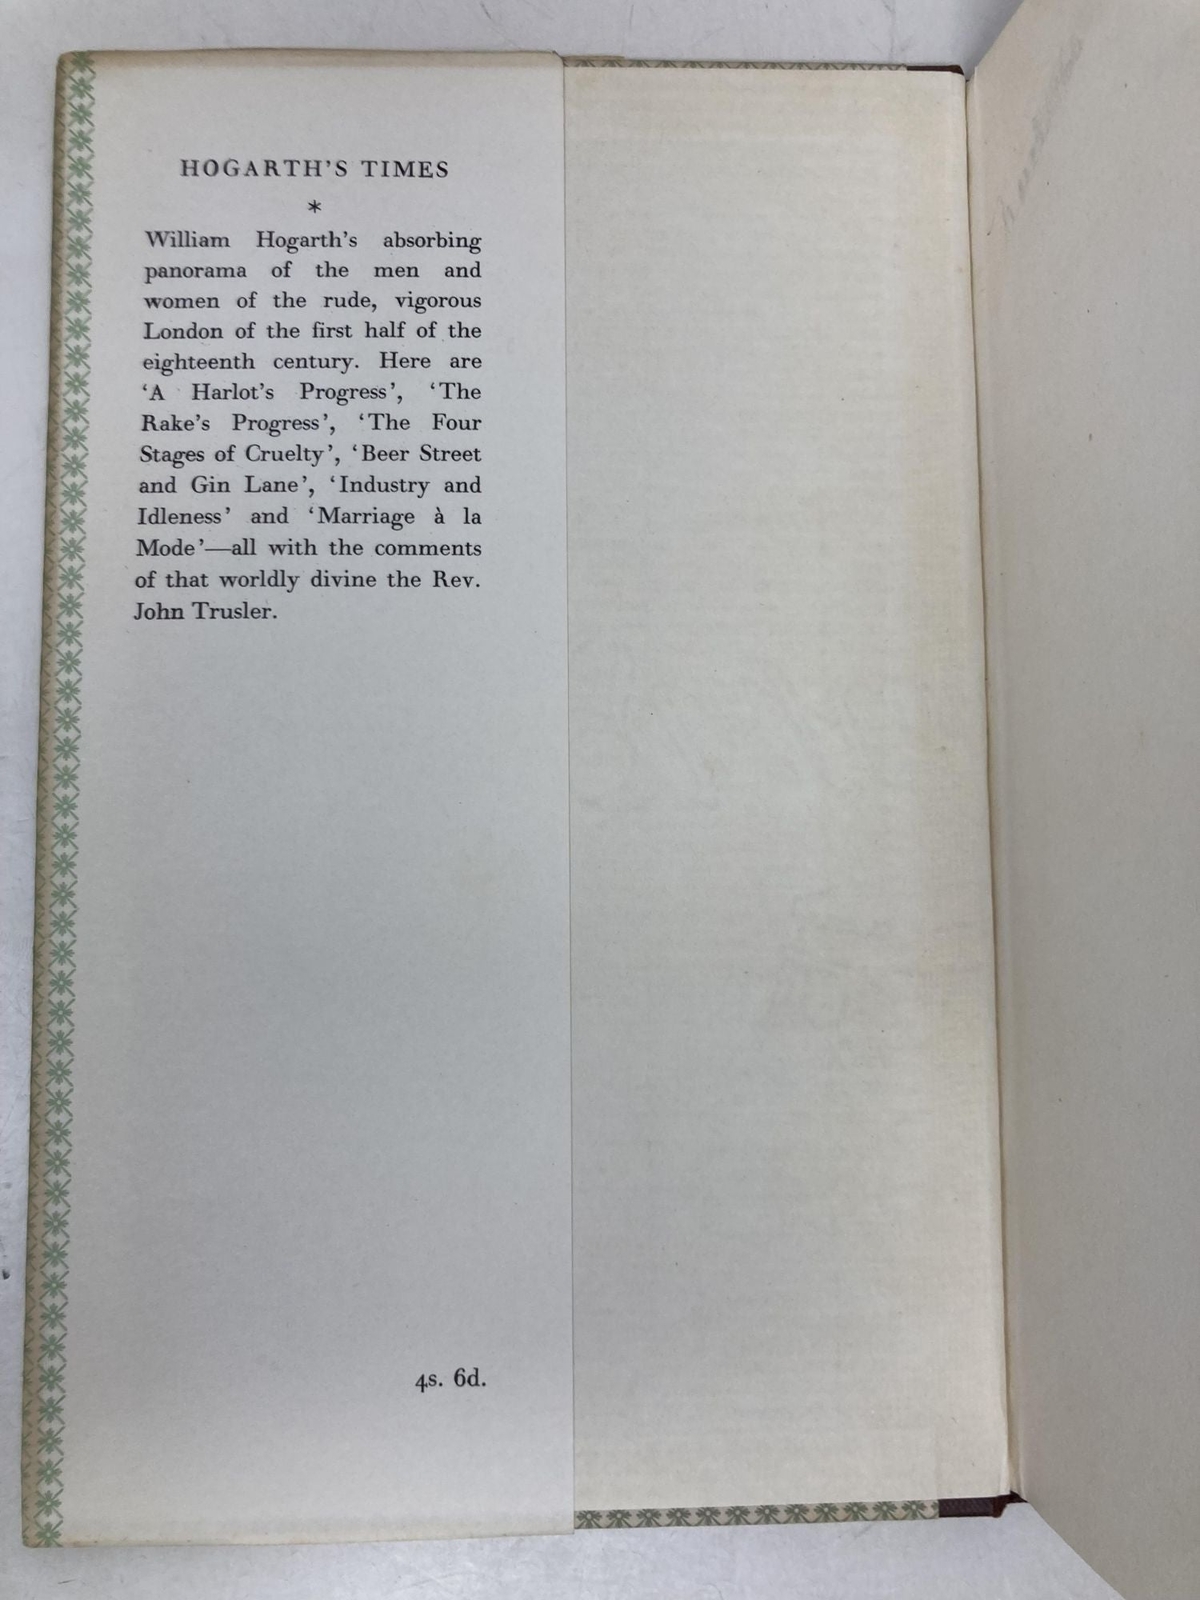 HOGARTH'S TIMES
*
William Hogarth's absorbing
panorama of the men and
women of the rude, vigorous
London of the first half of the
eighteenth century. Here are
‘A Harlot's Progress’, ‘The
Rake's Progress’, ‘The Four
Stages of Cruelty’, ‘Beer Street
and Gin Lane’, ‘Industry and
Idleness’ and ‘Marriage à la
Mode’—all with the comments
of that worldly divine the Rev.
John Trusler.
4s. 6d.